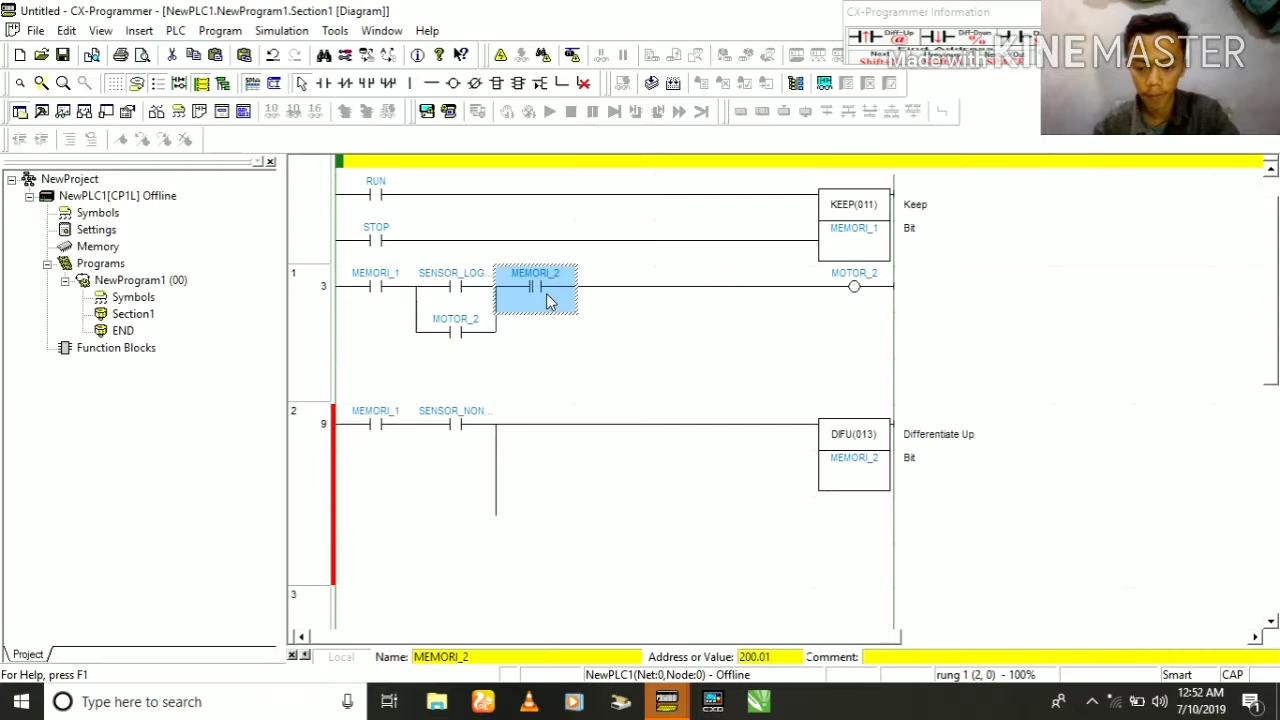 Untitled - CX-Programmer - [NewPLC1.NewProgram1.Section1 [Diagram]]
CX-Programmer Information
File Edit View Insert PLC Program Simulation Tools Window Help
Made with KINEMASTER
NewProject
NewPLC1[CP1L] Offline
Symbols
Settings
Memory
Programs
NewProgram1 (00)
Symbols
Section1
END
Function Blocks
Project
RUN
KEEP(011) Keep
STOP
MEMORI_1 Bit
1 MEMORI_1 SENSOR_LOG... MEMORI_2 MOTOR_2
3
MOTOR_2
2 MEMORI_1 SENSOR_NON...
9
DIFU(013) Differentiate Up
MEMORI_2 Bit
3
Local Name: MEMORI_2 Address or Value: 200.01 Comment:
For Help, press F1 NewPLC1(Net:0,Node:0) - Offline rung 1 (2, 0) - 100% Smart CAP
Type here to search
12:52 AM
7/10/2019